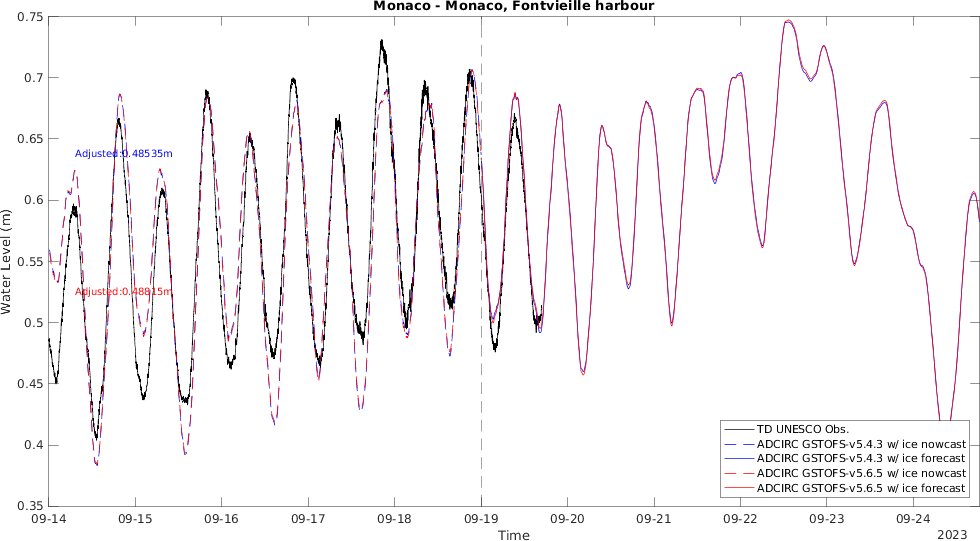 Monaco - Monaco, Fontvieille harbour
0.75
0.7
0.65
0.6
0.55
0.5
0.45
0.4
0.35
Water Level (m)
Adjusted:0.48535m
Adjusted:0.48815m
TD UNESCO Obs.
ADCIRC GSTOFS-v5.4.3 w/ ice nowcast
ADCIRC GSTOFS-v5.4.3 w/ ice forecast
ADCIRC GSTOFS-v5.6.5 w/ ice nowcast
ADCIRC GSTOFS-v5.6.5 w/ ice forecast
09-14 09-15 09-16 09-17 09-18 09-19 09-20 09-21 09-22 09-23 09-24
Time
2023